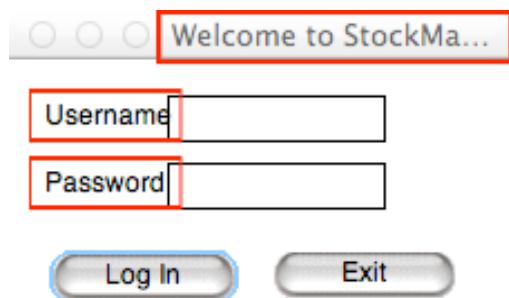 Welcome to StockMa...
Username
Password
Log In
Exit